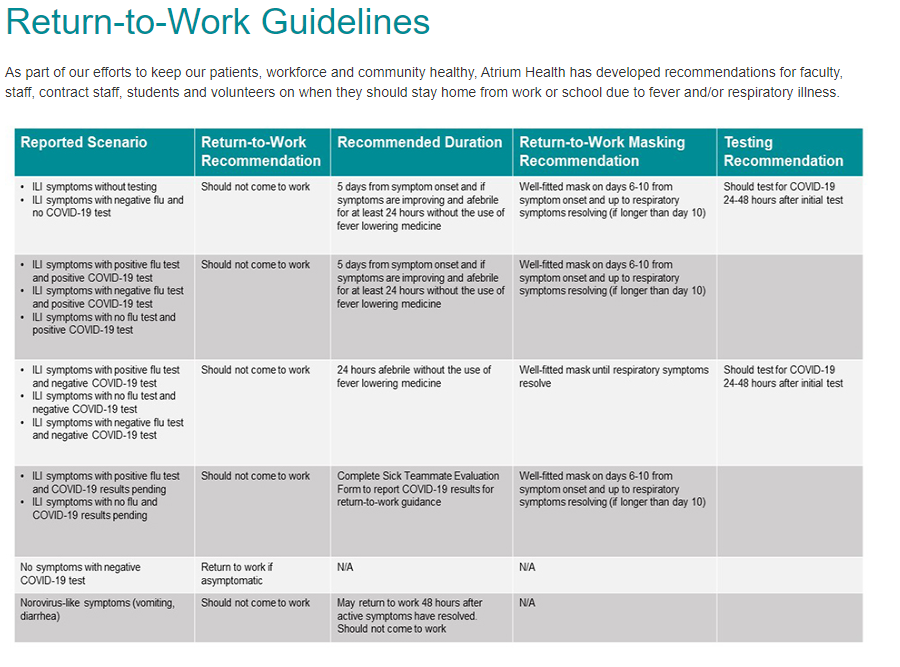 Return-to-Work Guidelines
As part of our efforts to keep our patients, workforce and community healthy, Atrium Health has developed recommendations for faculty,
staff, contract staff, students and volunteers on when they should stay home from work or school due to fever and/or respiratory illness.
Reported Scenario
Return-to-Work
Recommendation
Recommended Duration
Return-to-Work Masking
Recommendation
Testing
Recommendation
• ILI symptoms without testing
• ILI symptoms with negative flu and
no COVID-19 test
Should not come to work
5 days from symptom onset and if
symptoms are improving and afebrile
for at least 24 hours without the use of
fever lowering medicine
Well-fitted mask on days 6-10 from
symptom onset and up to respiratory
symptoms resolving (if longer than day 10)
Should test for COVID-19
24-48 hours after initial test
• ILI symptoms with positive flu test
and positive COVID-19 test
• ILI symptoms with negative flu test
and positive COVID-19 test
• ILI symptoms with no flu test and
positive COVID-19 test
Should not come to work
5 days from symptom onset and if
symptoms are improving and afebrile
for at least 24 hours without the use of
fever lowering medicine
Well-fitted mask on days 6-10 from
symptom onset and up to respiratory
symptoms resolving (if longer than day 10)
• ILI symptoms with positive flu test
and negative COVID-19 test
• ILI symptoms with no flu test and
negative COVID-19 test
• ILI symptoms with negative flu test
and negative COVID-19 test
Should not come to work
24 hours afebrile without the use of
fever lowering medicine
Well-fitted mask until respiratory symptoms
resolve
Should test for COVID-19
24-48 hours after initial test
• ILI symptoms with positive flu test
and COVID-19 results pending
• ILI symptoms with no flu and
COVID-19 results pending
Should not come to work
Complete Sick Teammate Evaluation
Form to report COVID-19 results for
return-to-work guidance
Well-fitted mask on days 6-10 from
symptom onset and up to respiratory
symptoms resolving (if longer than day 10)
No symptoms with negative
COVID-19 test
Return to work if
asymptomatic
N/A
N/A
Norovirus-like symptoms (vomiting,
diarrhea)
Should not come to work
May return to work 48 hours after
active symptoms have resolved.
Should not come to work
N/A